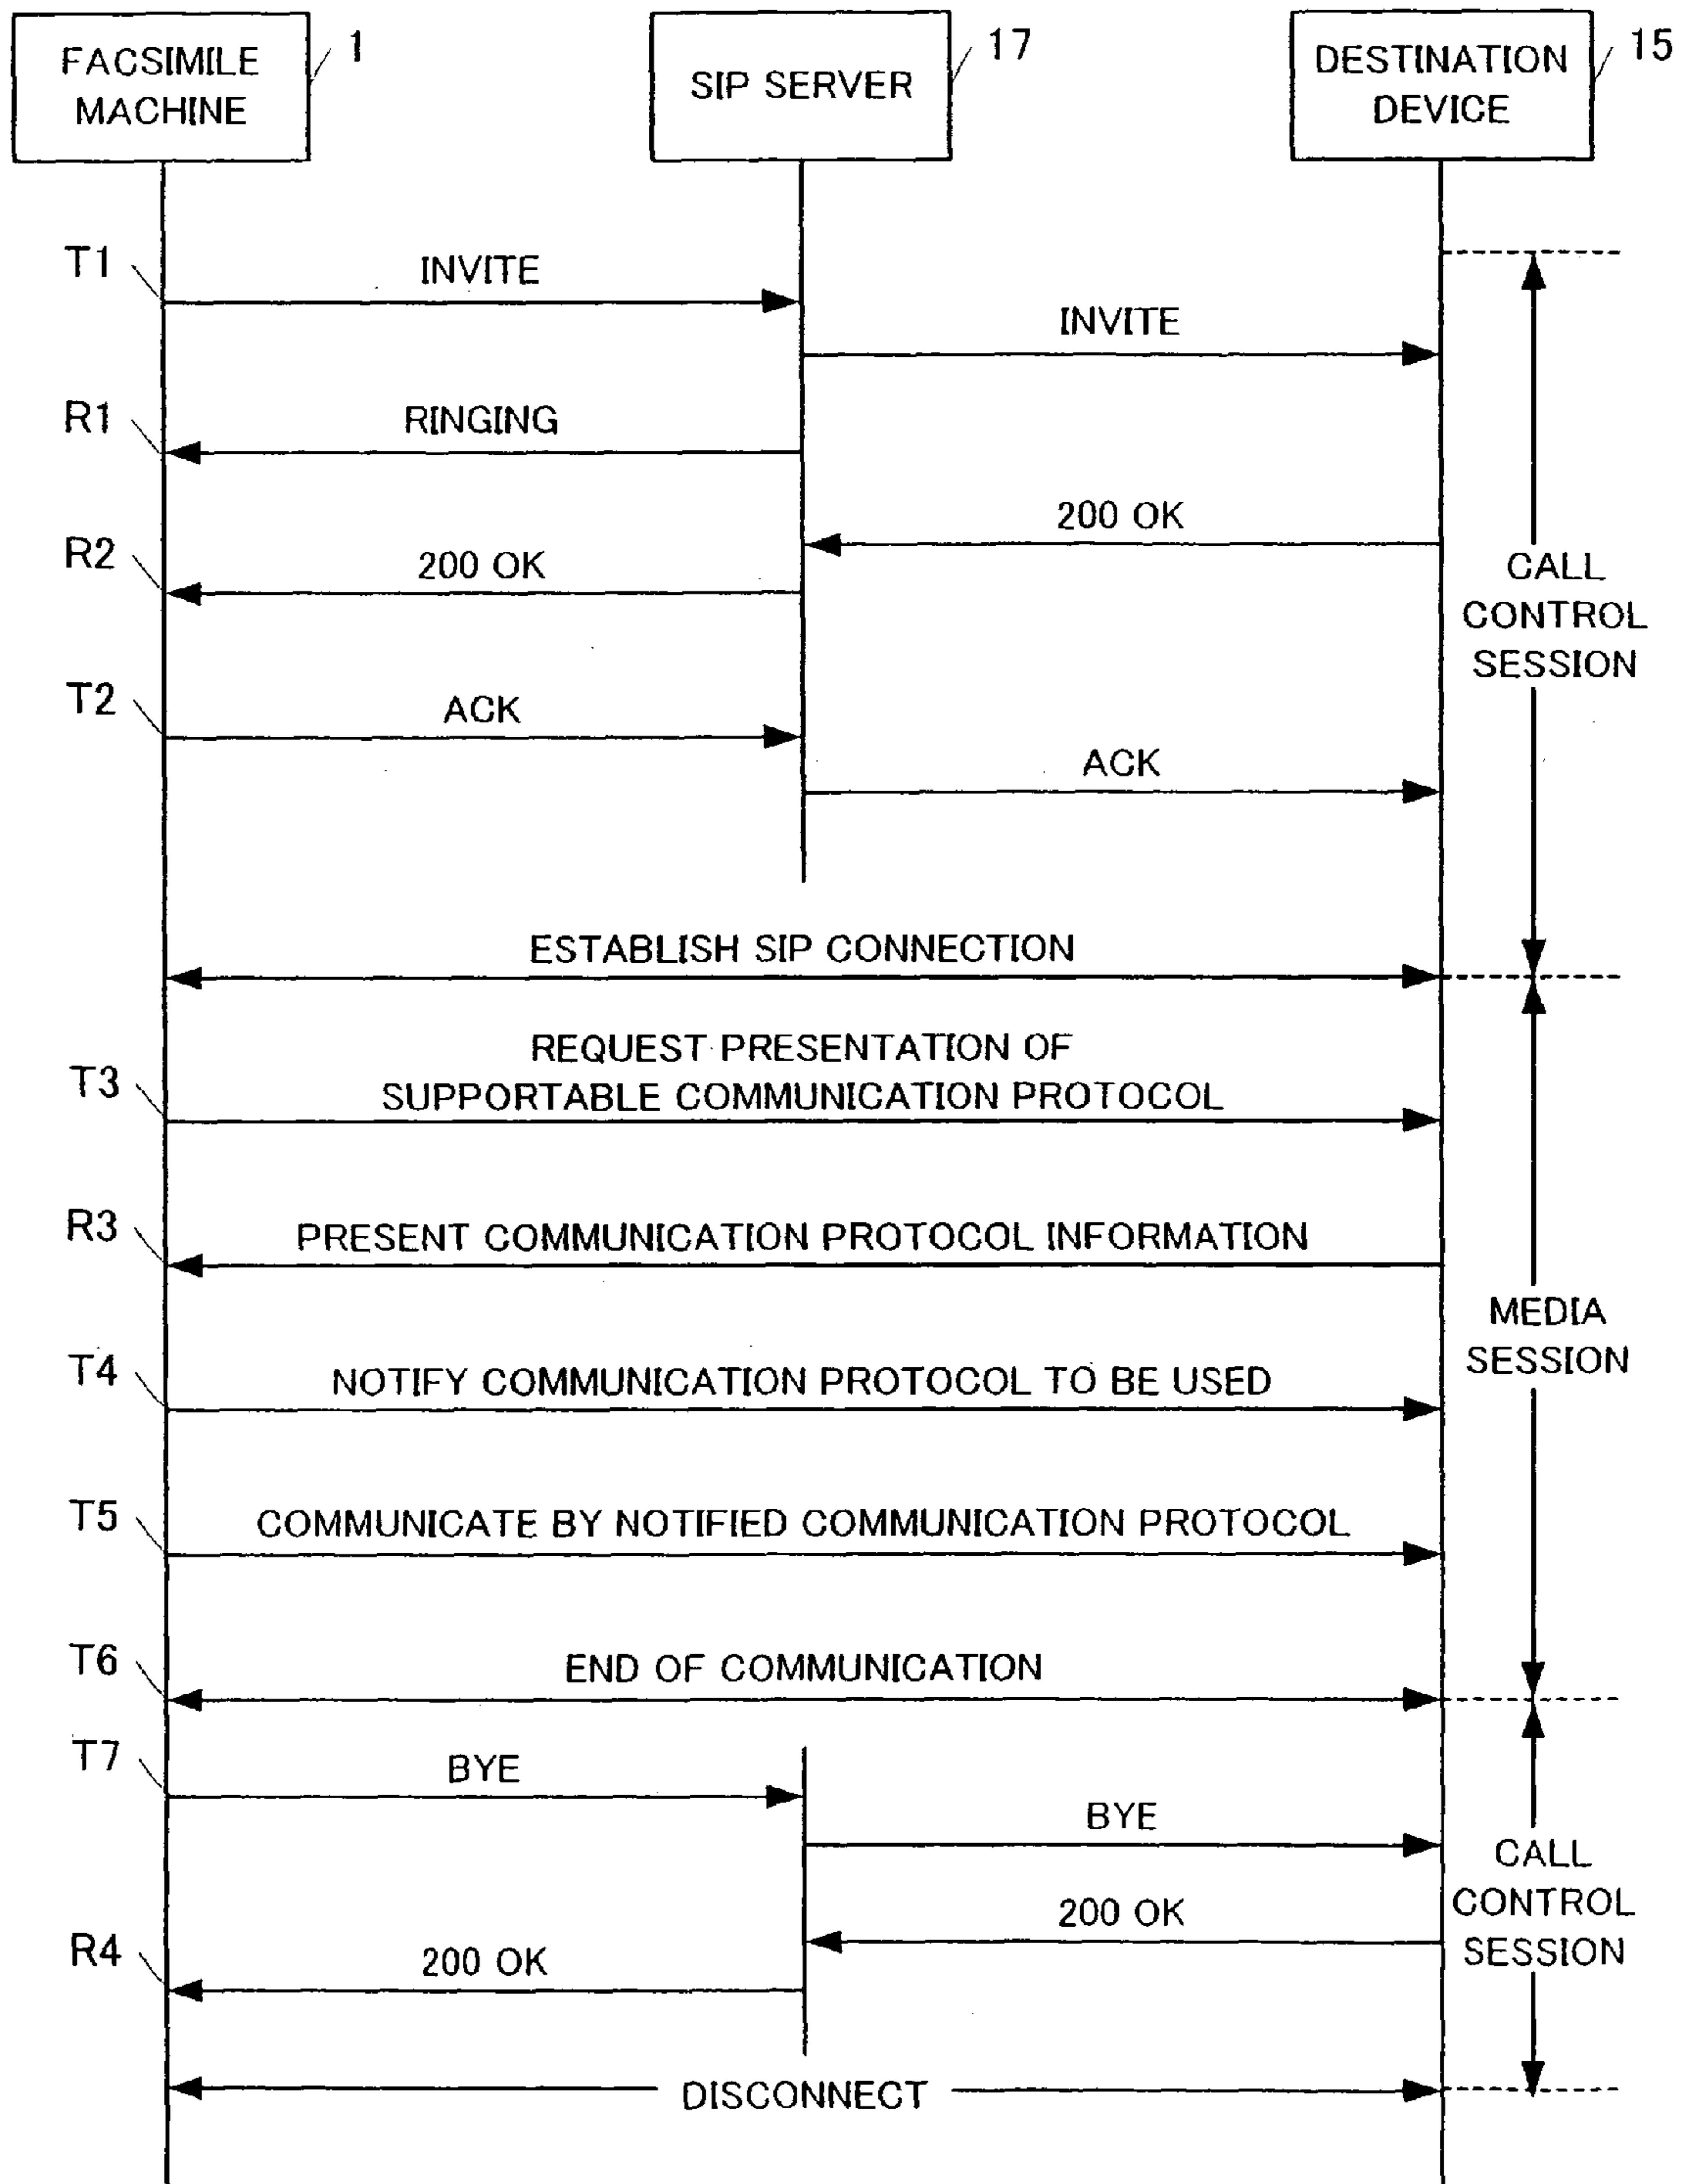 FACSIMILE
MACHINE
1
SIP SERVER
17
DESTINATION
DEVICE
15
T1
INVITE
INVITE
R1
RINGING
200 OK
R2
200 OK
CALL
CONTROL
SESSION
T2
ACK
ACK
ESTABLISH SIP CONNECTION
REQUEST PRESENTATION OF
T3
SUPPORTABLE COMMUNICATION PROTOCOL
R3
PRESENT COMMUNICATION PROTOCOL INFORMATION
MEDIA
SESSION
T4
NOTIFY COMMUNICATION PROTOCOL TO BE USED
T5
COMMUNICATE BY NOTIFIED COMMUNICATION PROTOCOL
T6
END OF COMMUNICATION
T7
BYE
BYE
CALL
CONTROL
SESSION
200 OK
R4
200 OK
DISCONNECT